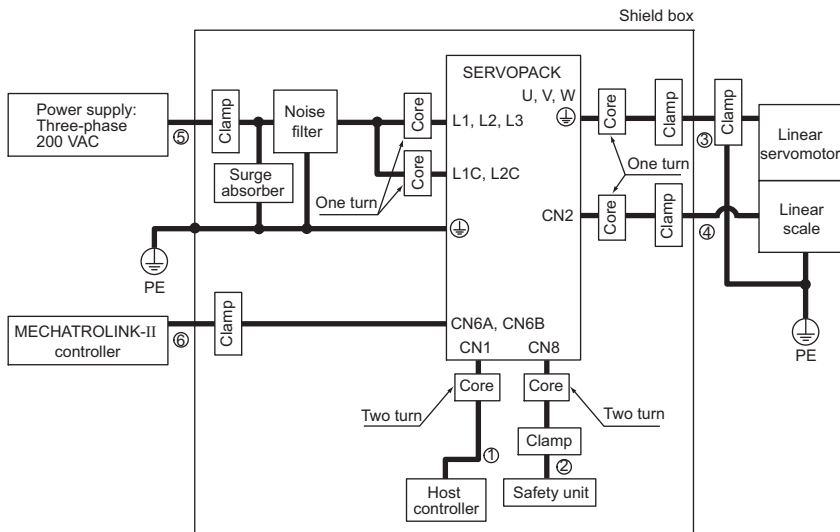 Shield box
SERVOPACK
U, V, W
Power supply:
Three-phase
200 VAC
⑤
Clamp
Noise
filter
Core
L1, L2, L3
Core
Clamp
③
Clamp
Linear
servomotor
Surge
absorber
One turn
Core
L1C, L2C
One turn
CN2
Core
Clamp
④
Linear
scale
PE
PE
MECHATROLINK-II
controller
⑥
Clamp
CN6A, CN6B
CN1
CN8
Two turn
Core
Core
Two turn
Clamp
①
②
Host
controller
Safety unit